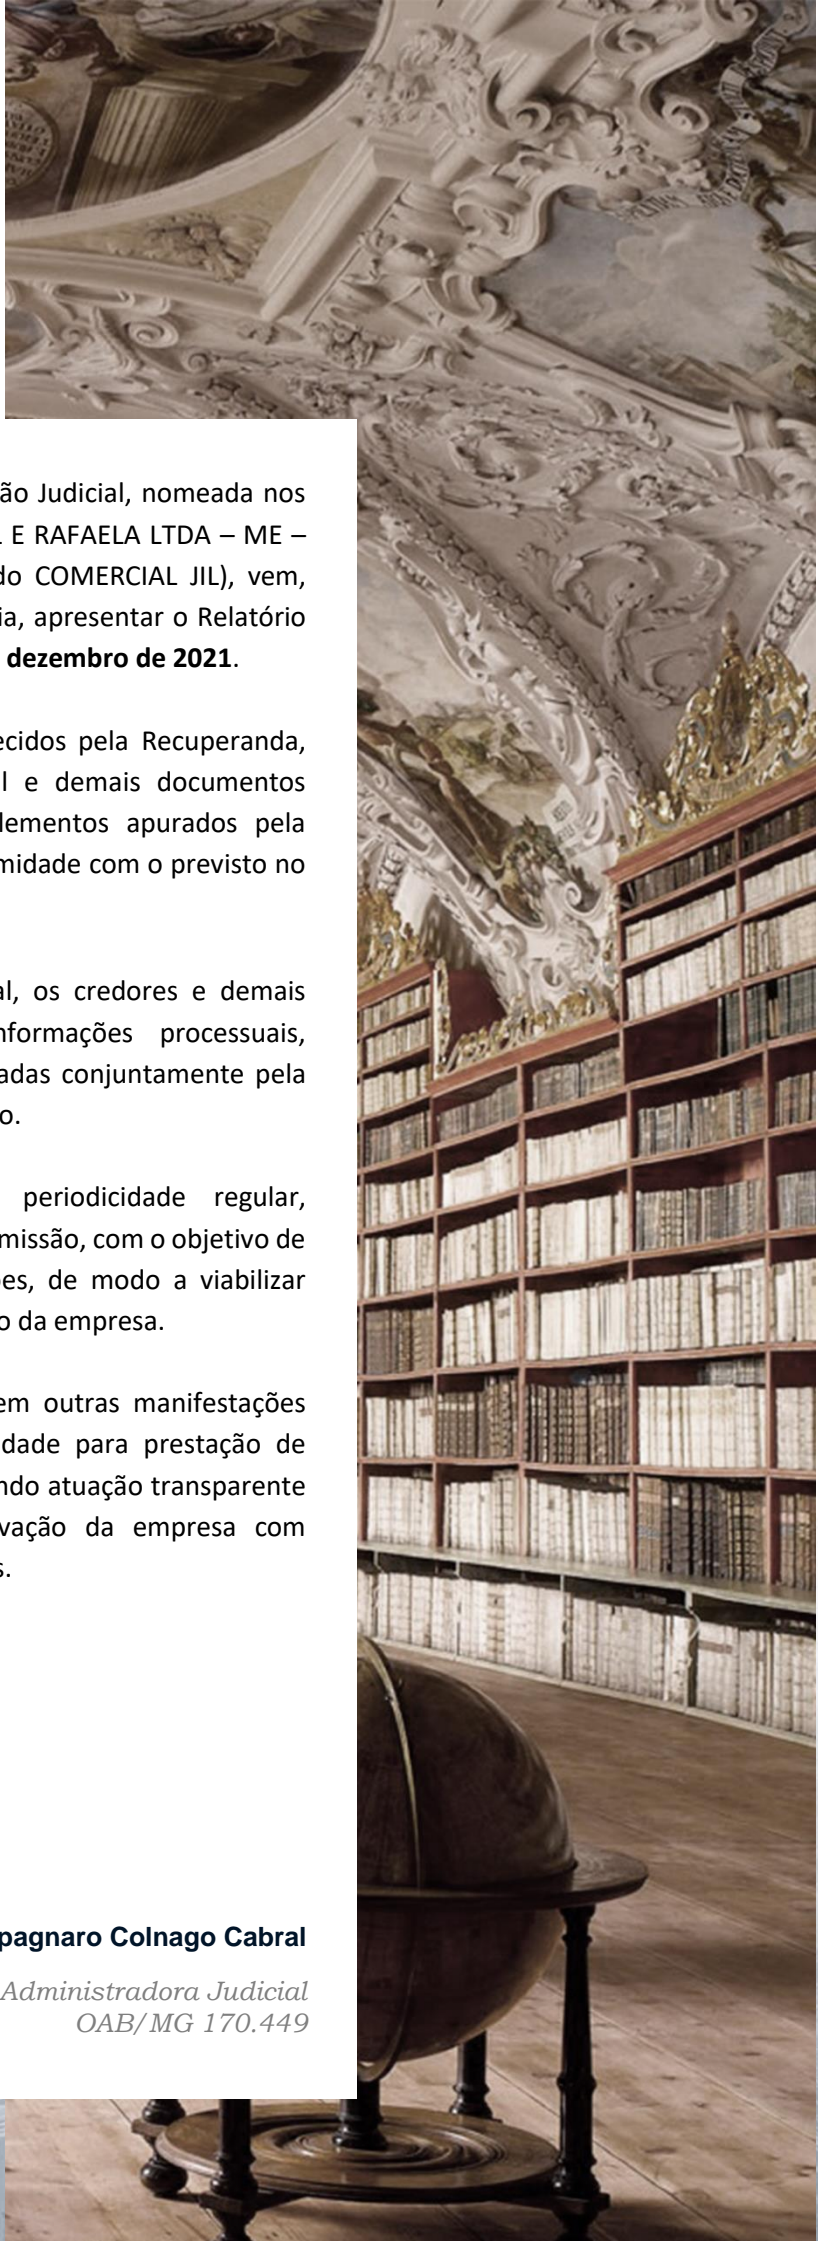 ão Judicial, nomeada nos
E RAFAELA LTDA – ME –
do COMERCIAL JIL), vem,
ia, apresentar o Relatório
dezembro de 2021.
ecidos pela Recuperanda,
l e demais documentos
lementos apurados pela
midade com o previsto no
al, os credores e demais
nformações processuais,
adas conjuntamente pela
o.
periodicidade regular,
missão, com o objetivo de
es, de modo a viabilizar
o da empresa.
em outras manifestações
dade para prestação de
ndo atuação transparente
vação da empresa com
s.
pagnaro Colnago Cabral
Administradora Judicial
OAB/MG 170.449